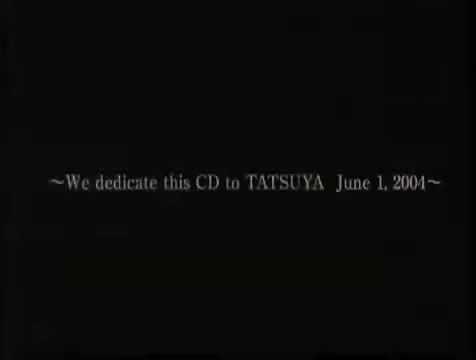 ～We dedicate this CD to TATSUYA June 1, 2004～